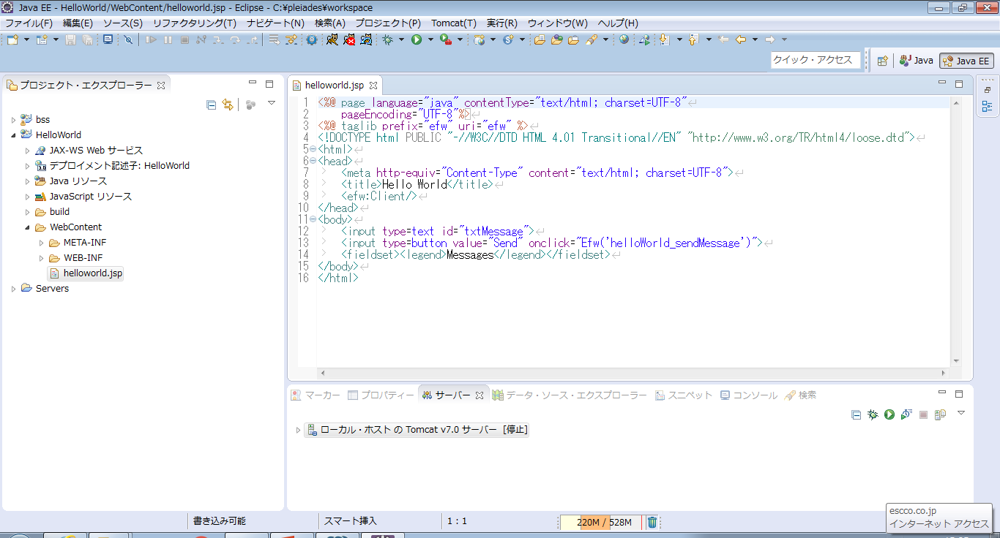 Java EE - HelloWorld/WebContent/helloworld.jsp - Eclipse - C:¥pleiades¥workspace
ファイル(F) 編集(E) ソース(S) リファクタリング(T) ナビゲート(N) 検索(A) プロジェクト(P) Tomcat(T) 実行(R) ウィンドウ(W) ヘルプ(H)
クイック・アクセス Java Java EE
プロジェクト・エクスプローラー
bss
HelloWorld
JAX-WS Web サービス
デプロイメント記述子: HelloWorld
Java リソース
JavaScript リソース
build
WebContent
META-INF
WEB-INF
helloworld.jsp
Servers
helloworld.jsp
1 <%@ page language="java" contentType="text/html; charset=UTF-8"↵
2 pageEncoding="UTF-8"%>↵
3 <%@ taglib prefix="efw" uri="efw" %>↵
4 <!DOCTYPE html PUBLIC "-//W3C//DTD HTML 4.01 Transitional//EN" "http://www.w3.org/TR/html4/loose.dtd">↵
5 <html>↵
6 <head>↵
7 <meta http-equiv="Content-Type" content="text/html; charset=UTF-8">↵
8 <title>Hello World</title>↵
9 <efw:Client/>↵
10 </head>↵
11 <body>↵
12 <input type=text id="txtMessage">↵
13 <input type=button value="Send" onclick="Efw('helloWorld_sendMessage')">↵
14 <fieldset><legend>Messages</legend></fieldset>↵
15 </body>↵
16 </html>
マーカー プロパティー サーバー データ・ソース・エクスプローラー スニペット コンソール 検索
ローカル・ホスト の Tomcat v7.0 サーバー [停止]
書き込み可能 スマート挿入 1 : 1 220M / 528M
escco.co.jp
インターネット アクセス